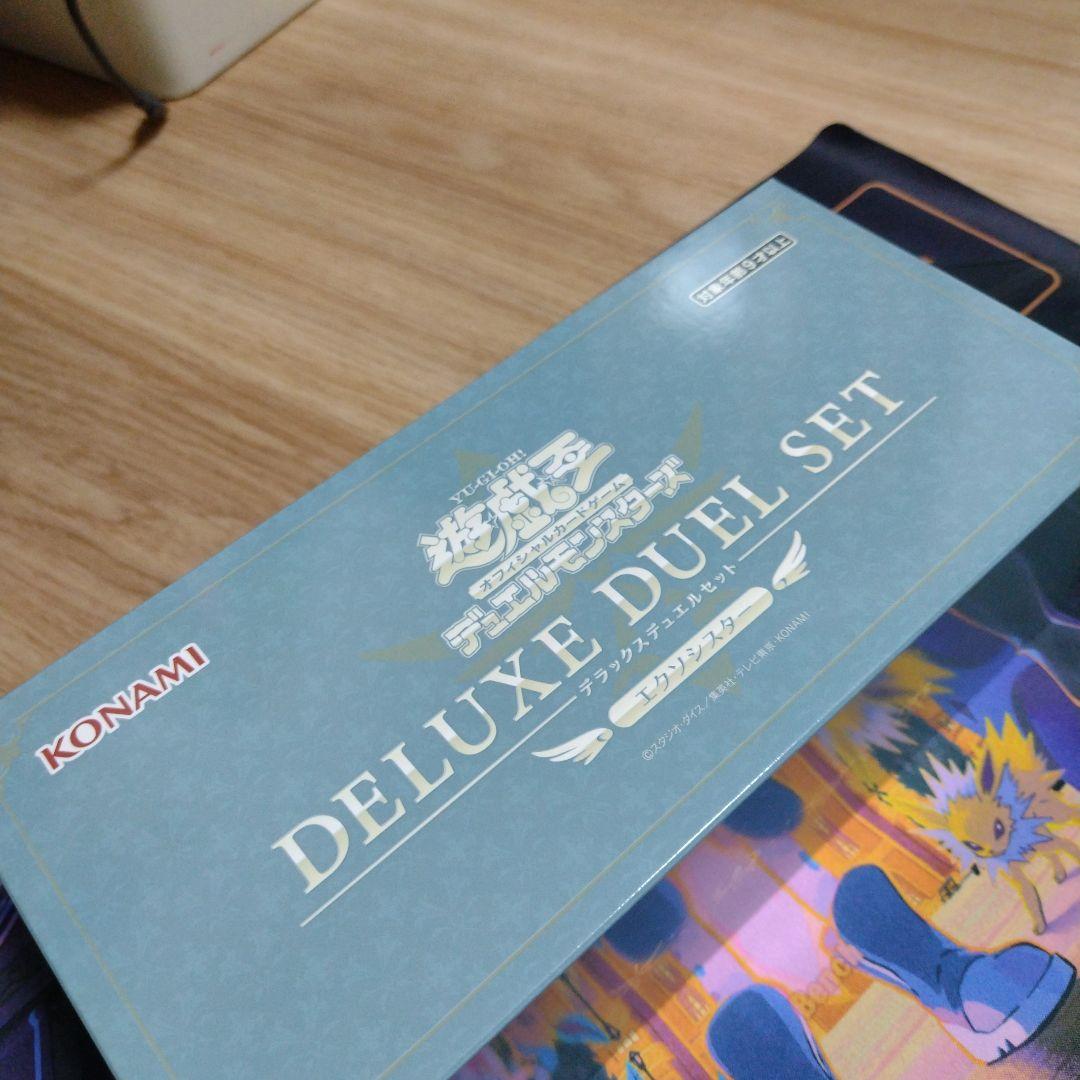 対象年齢9才以上
YU-GI-OH!
遊戯王
オフィシャルカードゲーム
デュエルモンスターズ
DELUXE DUEL SET
デラックスデュエルセット
エクソシスター
©スタジオ・ダイス/集英社・テレビ東京・KONAMI
KONAMI